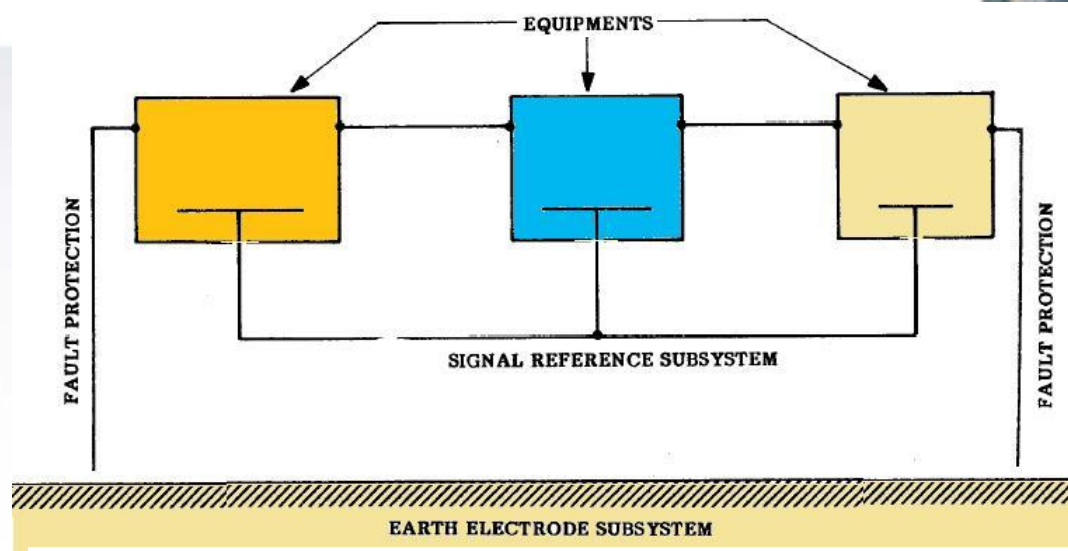 EQUIPMENTS
FAULT PROTECTION
FAULT PROTECTION
SIGNAL REFERENCE SUBSYSTEM
EARTH ELECTRODE SUBSYSTEM